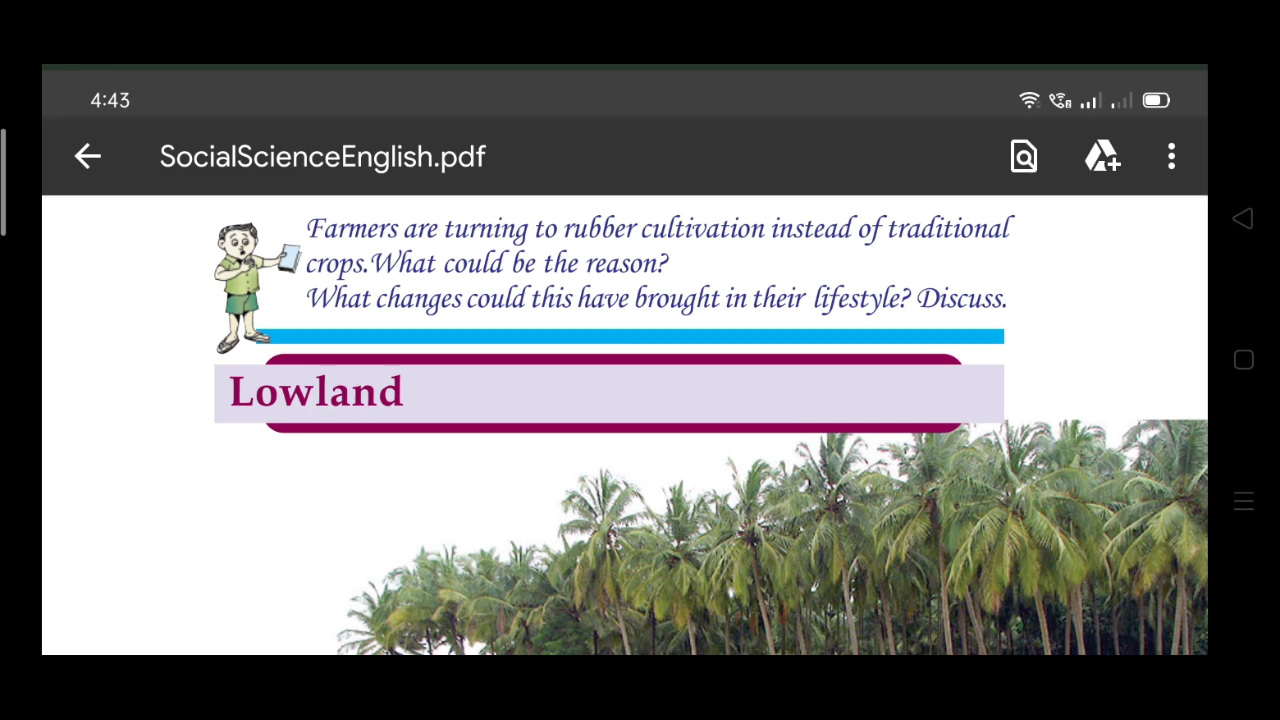 4:43
SocialScienceEnglish.pdf
Farmers are turning to rubber cultivation instead of traditional
crops.What could be the reason?
What changes could this have brought in their lifestyle? Discuss.
Lowland